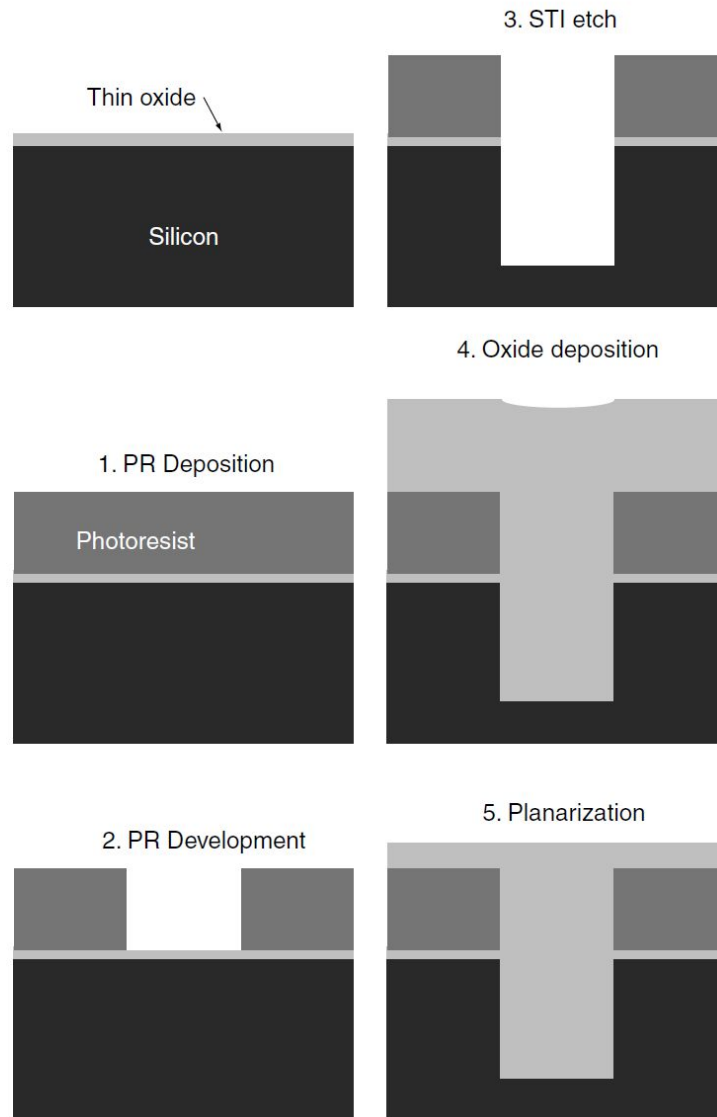 Thin oxide
Silicon
1. PR Deposition
Photoresist
2. PR Development
3. STI etch
4. Oxide deposition
5. Planarization